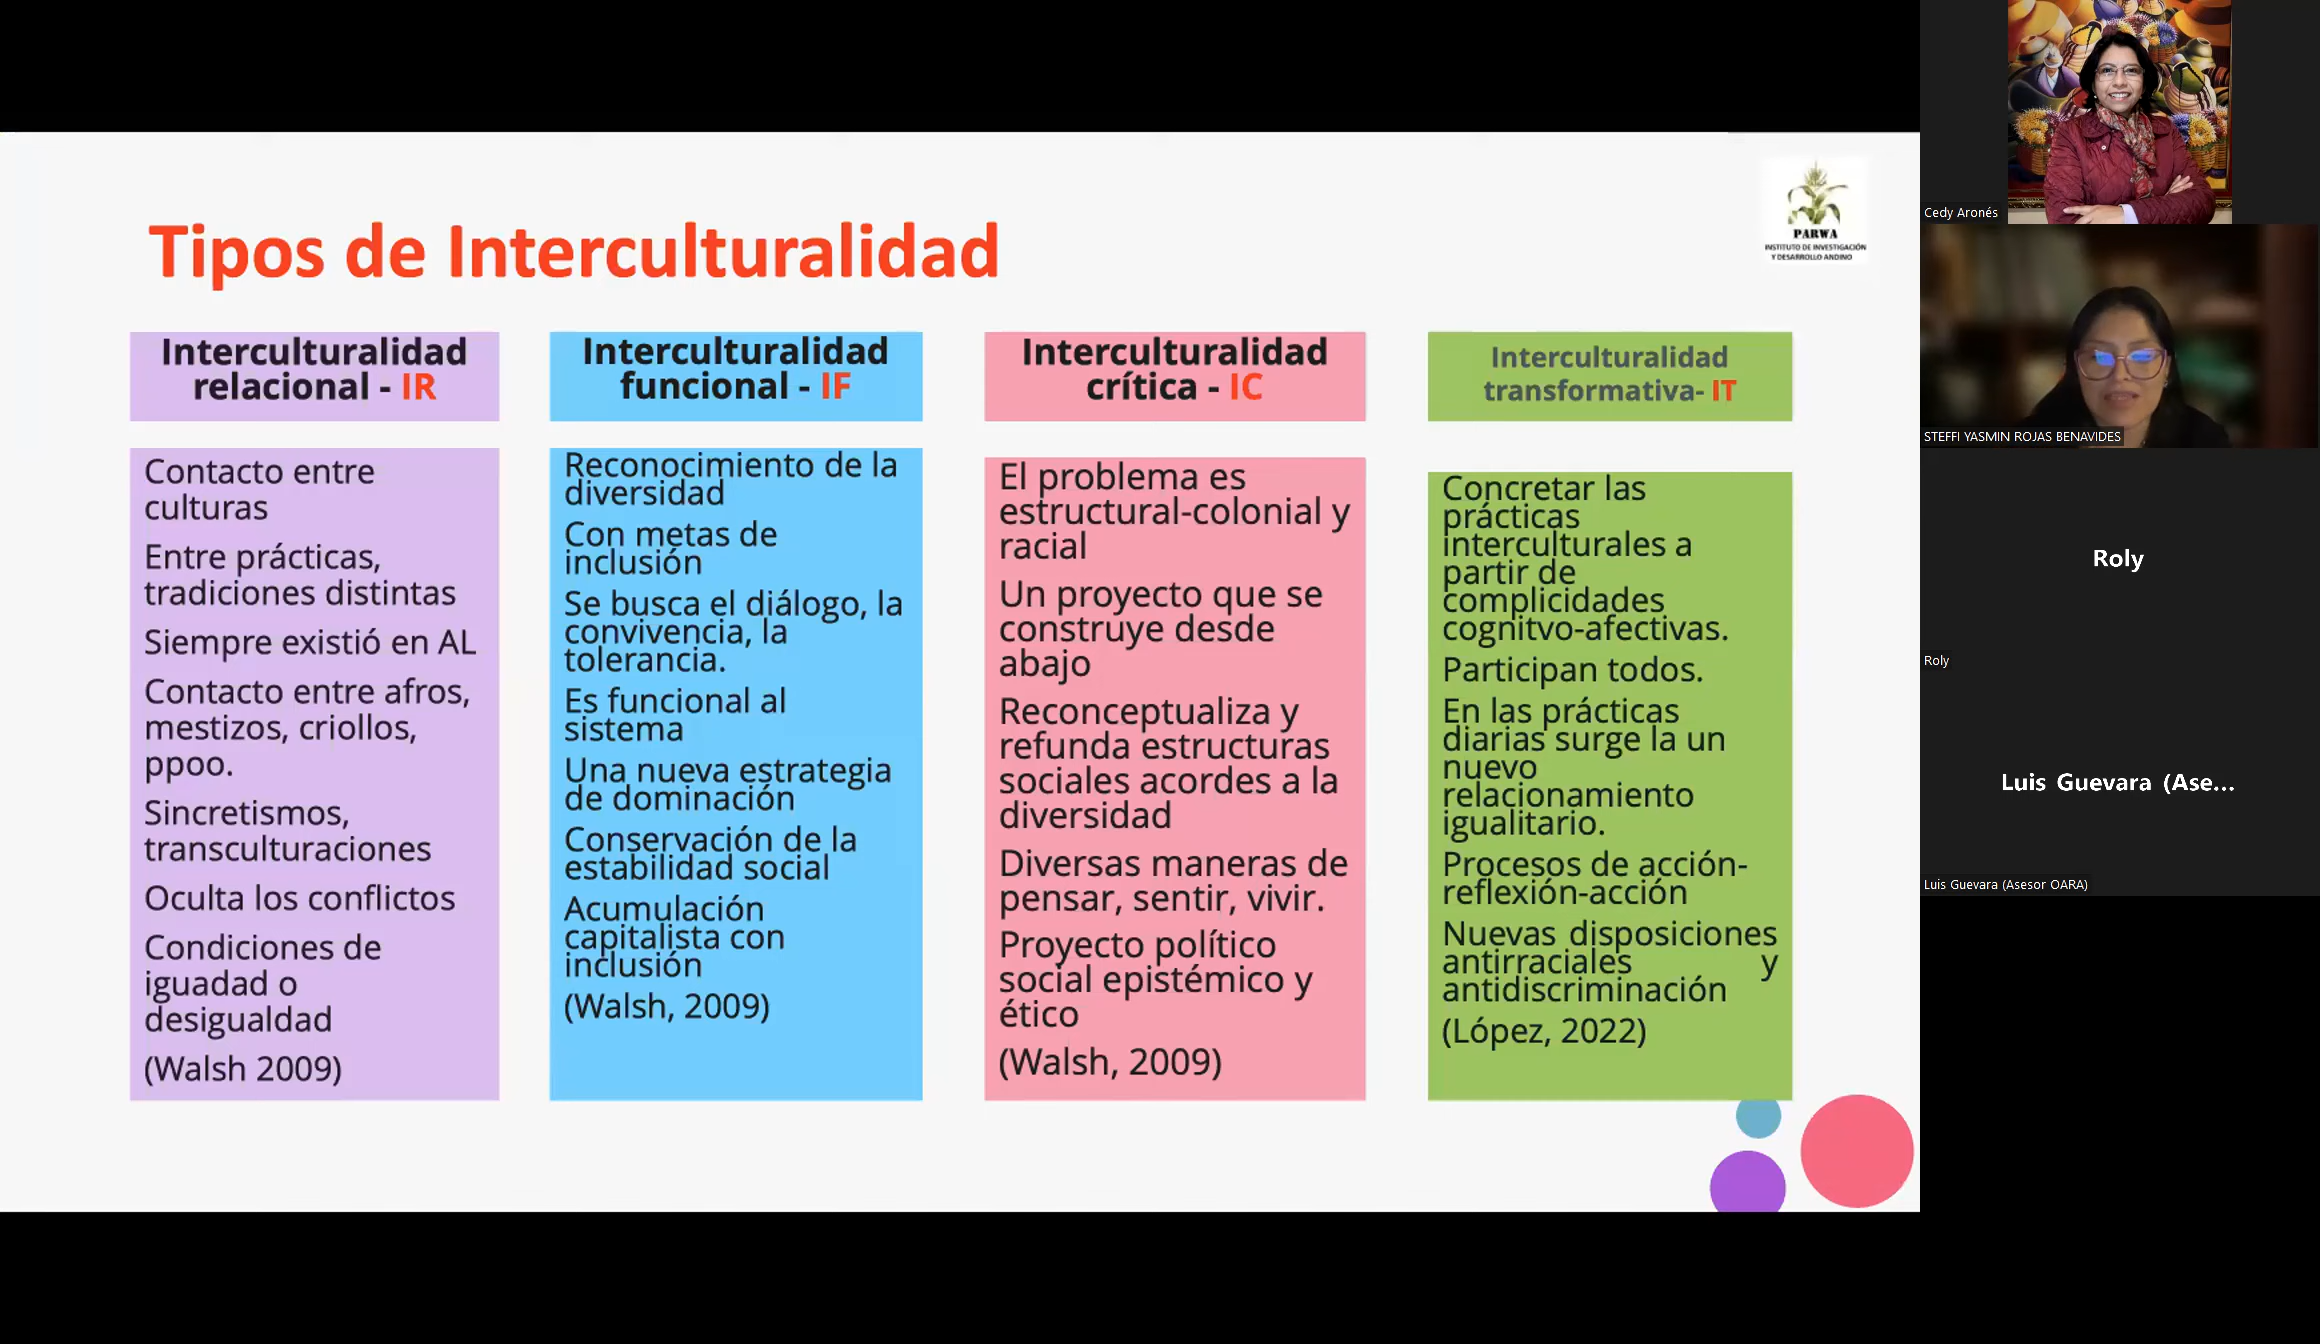 Tipos de Interculturalidad
PARWA
INSTITUTO DE INVESTIGACIÓN
Y DESARROLLO ANDINO
Interculturalidad
relacional - IR
Contacto entre
culturas
Entre prácticas,
tradiciones distintas
Siempre existió en AL
Contacto entre afros,
mestizos, criollos,
ppoo.
Sincretismos,
transculturaciones
Oculta los conflictos
Condiciones de
iguadad o
desigualdad
(Walsh 2009)
Interculturalidad
funcional - IF
Reconocimiento de la
diversidad
Con metas de
inclusión
Se busca el diálogo, la
convivencia, la
tolerancia.
Es funcional al
sistema
Una nueva estrategia
de dominación
Conservación de la
estabilidad social
Acumulación
capitalista con
inclusión
(Walsh, 2009)
Interculturalidad
crítica - IC
El problema es
estructural-colonial y
racial
Un proyecto que se
construye desde
abajo
Reconceptualiza y
refunda estructuras
sociales acordes a la
diversidad
Diversas maneras de
pensar, sentir, vivir.
Proyecto político
social epistémico y
ético
(Walsh, 2009)
Interculturalidad
transformativa- IT
Concretar las
prácticas
interculturales a
partir de
complicidades
cognitvo-afectivas.
Participan todos.
En las prácticas
diarias surge la un
nuevo
relacionamiento
igualitario.
Procesos de acción-
reflexión-acción
Nuevas disposiciones
antirraciales y
antidiscriminación
(López, 2022)
Cedy Aronés
STEFFI YASMIN ROJAS BENAVIDES
Roly
Roly
Luis Guevara (Ase...
Luis Guevara (Asesor OARA)